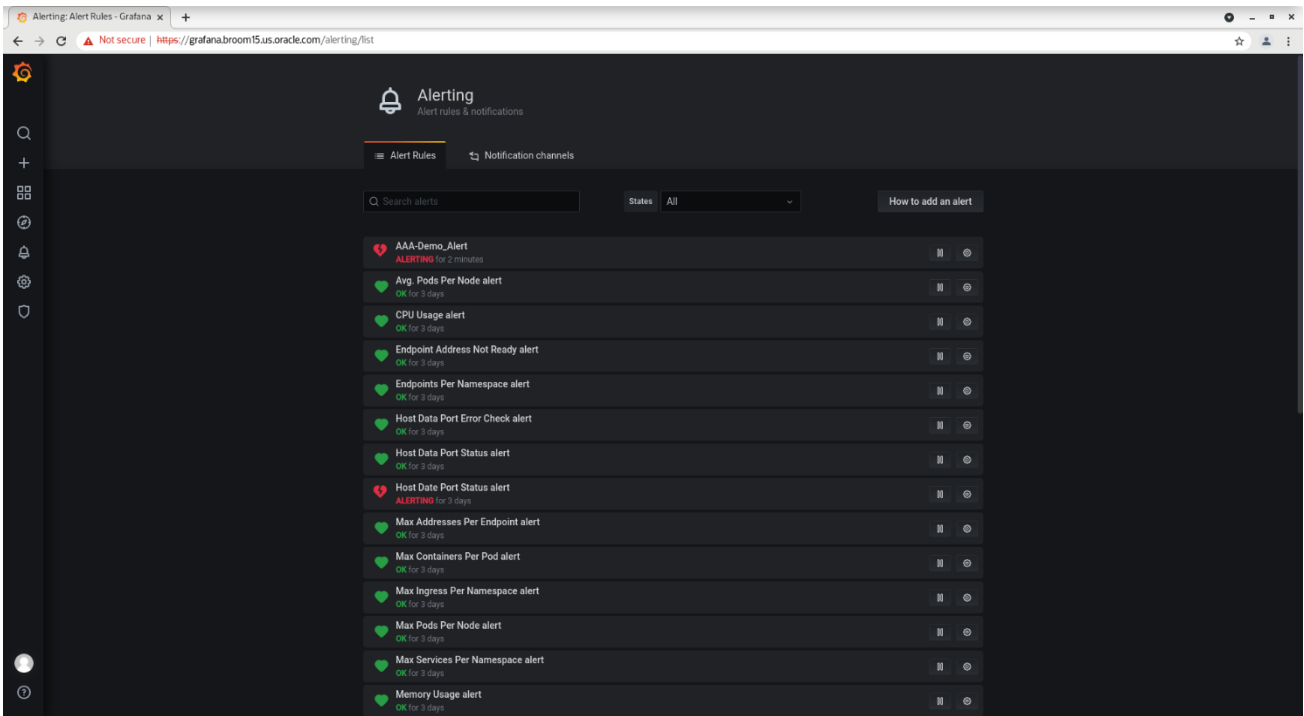 Alerting: Alert Rules - Grafana
Not secure | https://grafana.broom15.us.oracle.com/alerting/list
Alerting
Alert rules & notifications
Alert Rules Notification channels
Search alerts States All How to add an alert
AAA-Demo_Alert
ALERTING for 2 minutes
Avg. Pods Per Node alert
OK for 3 days
CPU Usage alert
OK for 3 days
Endpoint Address Not Ready alert
OK for 3 days
Endpoints Per Namespace alert
OK for 3 days
Host Data Port Error Check alert
OK for 3 days
Host Data Port Status alert
OK for 3 days
Host Date Port Status alert
ALERTING for 3 days
Max Addresses Per Endpoint alert
OK for 3 days
Max Containers Per Pod alert
OK for 3 days
Max Ingress Per Namespace alert
OK for 3 days
Max Pods Per Node alert
OK for 3 days
Max Services Per Namespace alert
OK for 3 days
Memory Usage alert
OK for 3 days